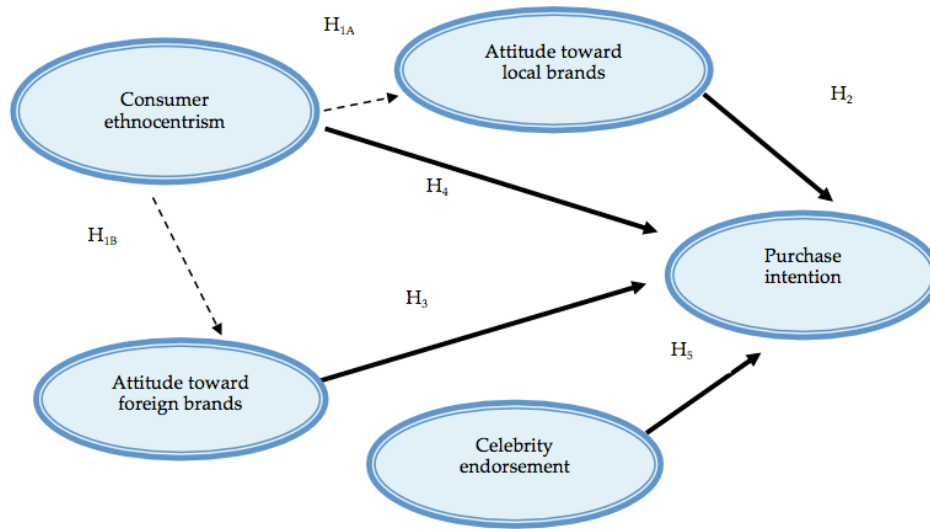 H₁A
Attitude toward
local brands
Consumer
ethnocentrism
H₂
H₄
H₁B
Purchase
intention
H₃
H₅
Attitude toward
foreign brands
Celebrity
endorsement